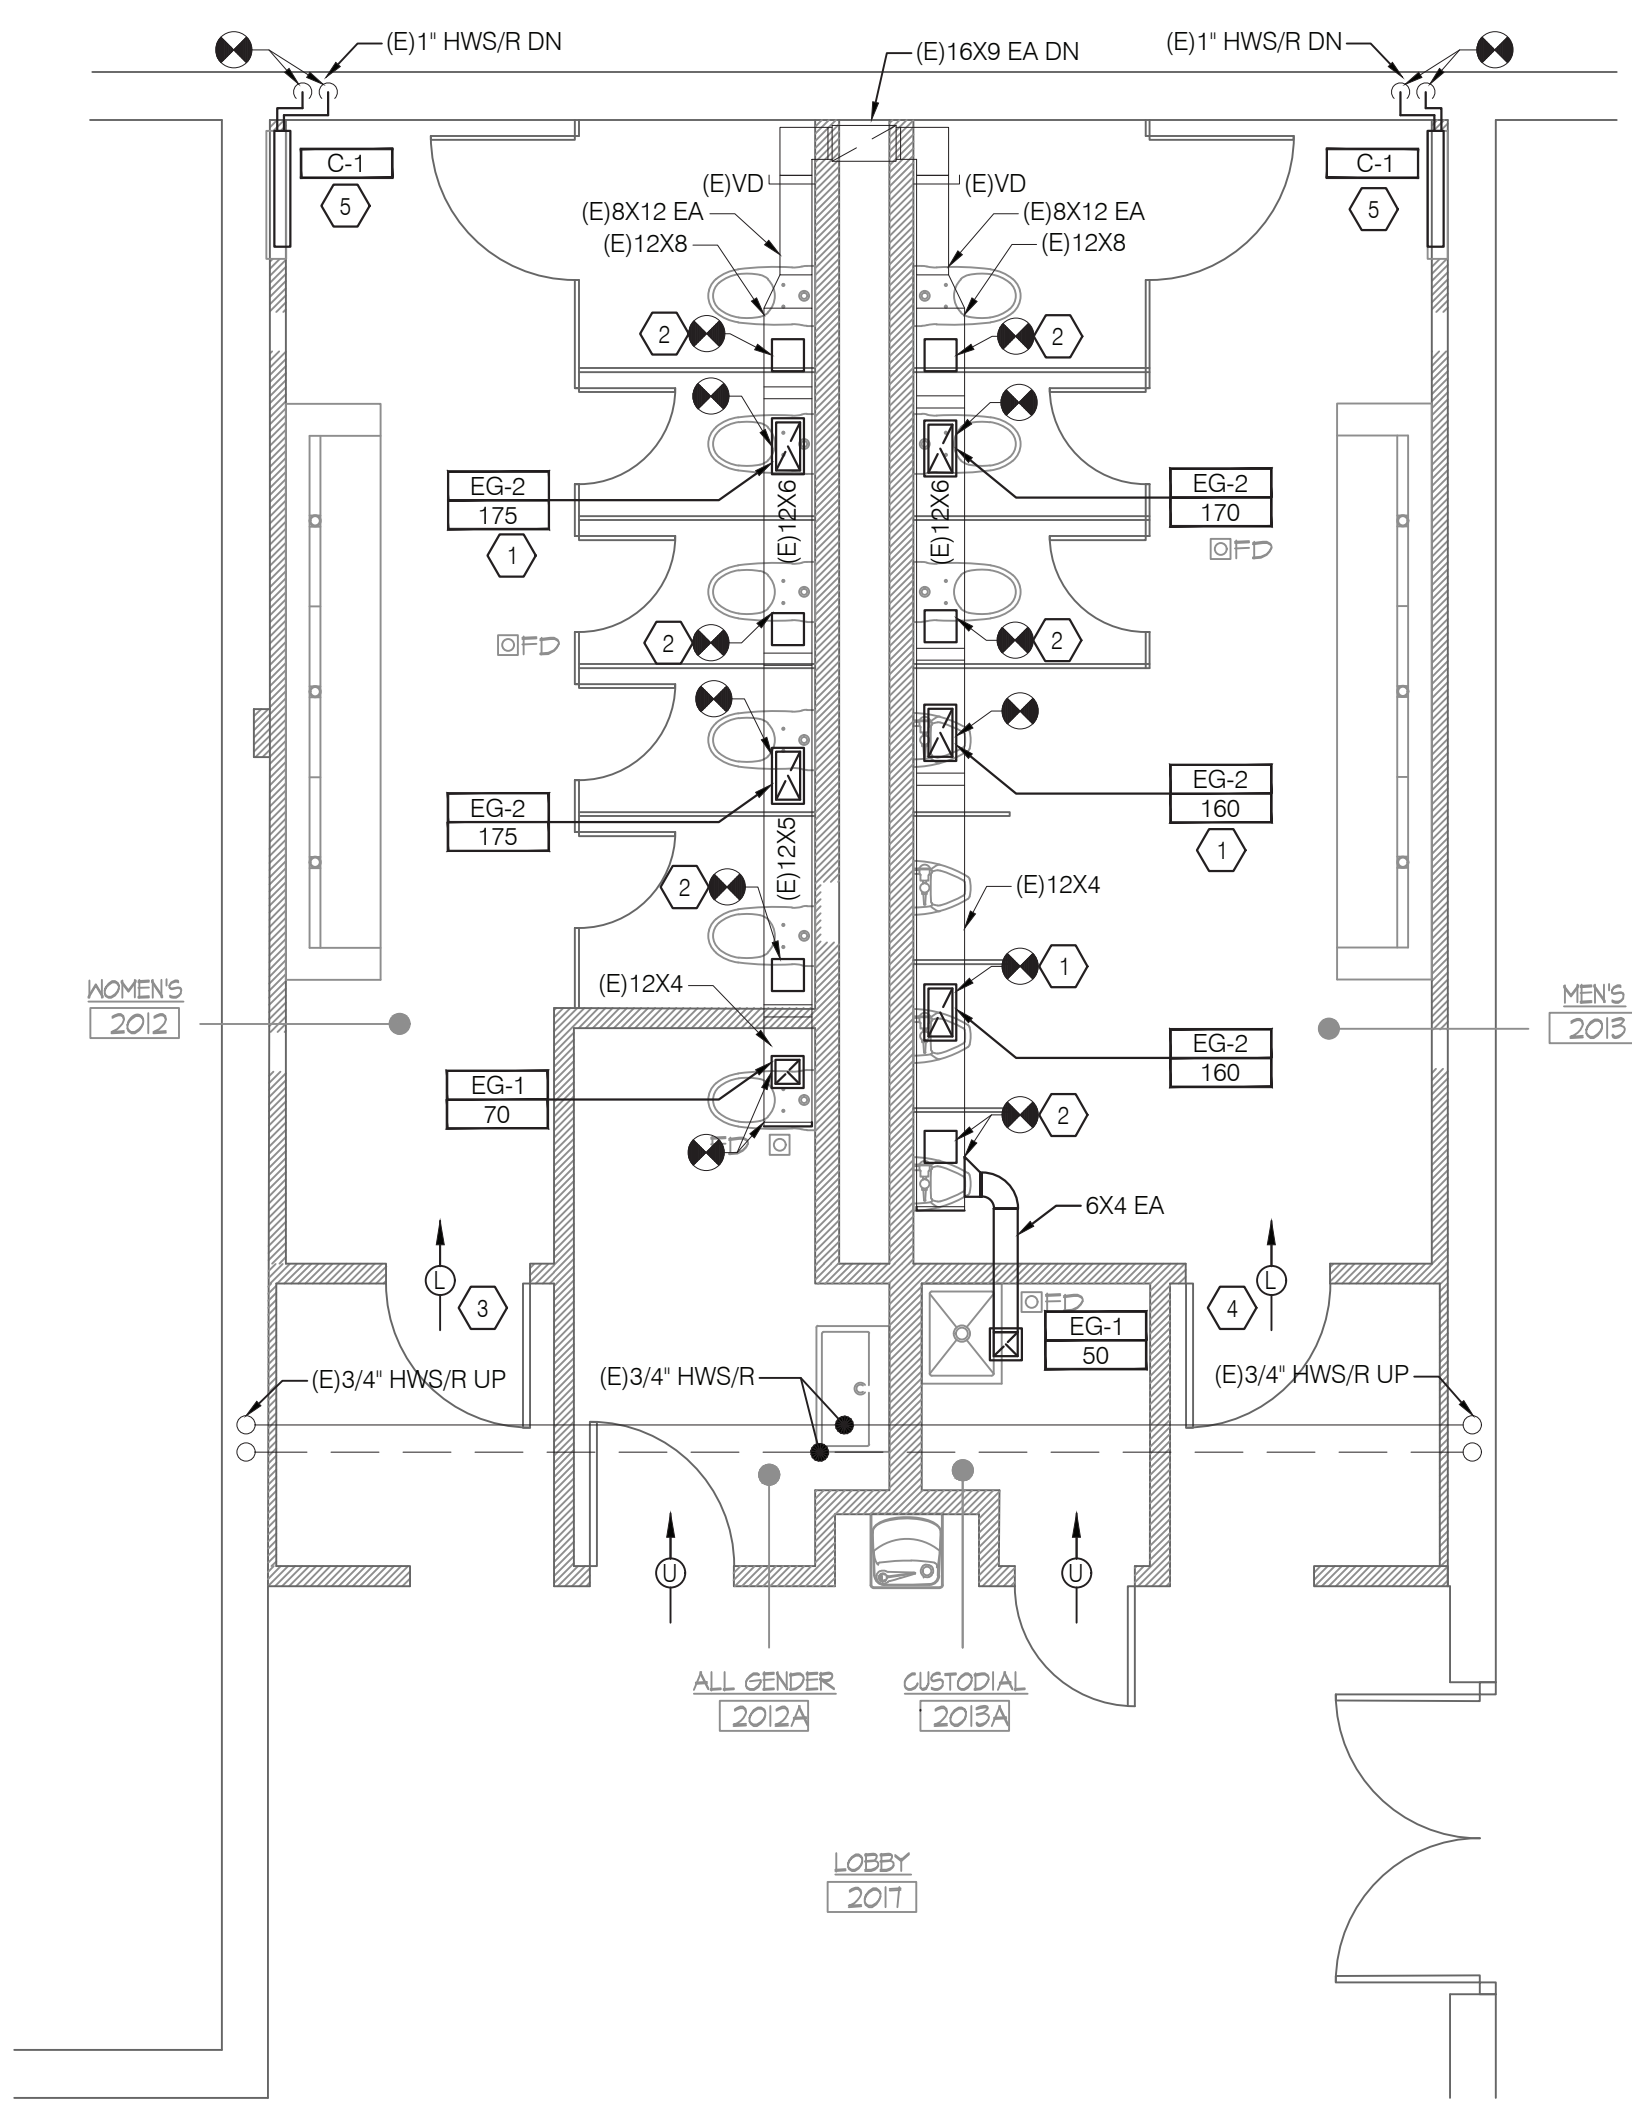 (E)1" HWS/R DN
(E)16X9 EA DN
(E)1" HWS/R DN
C-1
5
C-1
5
(E)VD
(E)VD
(E)8X12 EA
(E)8X12 EA
(E)12X8
(E)12X8
2
2
EG-2
175
1
(E)12X6
(E)12X6
EG-2
170
FD
FD
2
2
EG-2
175
EG-2
160
1
(E)12X5
2
(E)12X4
(E)12X4
1
WOMEN'S
2012
MEN'S
2013
EG-2
160
EG-1
70
2
FD
6X4 EA
L
3
L
4
FD
EG-1
50
(E)3/4" HWS/R UP
(E)3/4" HWS/R
(E)3/4" HWS/R UP
U
U
ALL GENDER
2012A
CUSTODIAL
2013A
LOBBY
2017